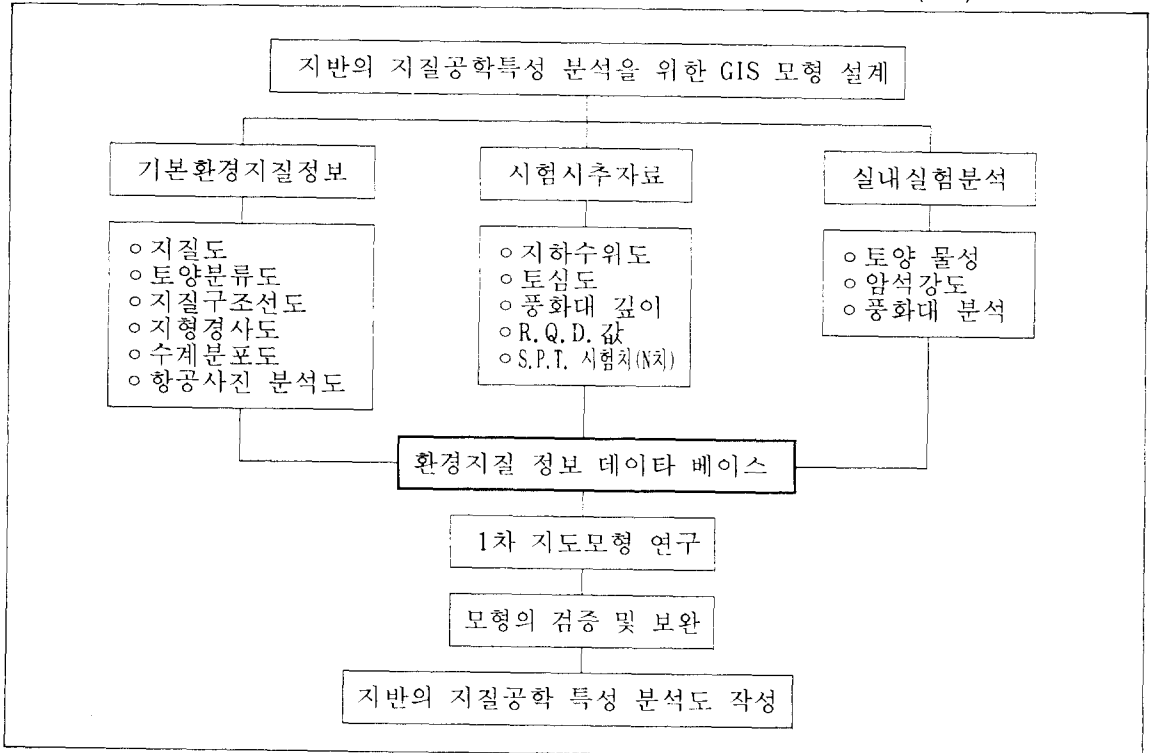 지반의 지질공학특성 분석을 위한 GIS 모형 설계
기본환경지질정보
시험시추자료
실내실험분석
○지질도
○토양분류도
○지질구조선도
○지형경사도
○수계분포도
○항공사진 분석도
○지하수위도
○토심도
○풍화대 깊이
○R.Q.D. 값
○S.P.T. 시험치(N치)
○토양 물성
○암석강도
○풍화대 분석
환경지질 정보 데이타 베이스
1차 지도모형 연구
모형의 검증 및 보완
지반의 지질공학 특성 분석도 작성